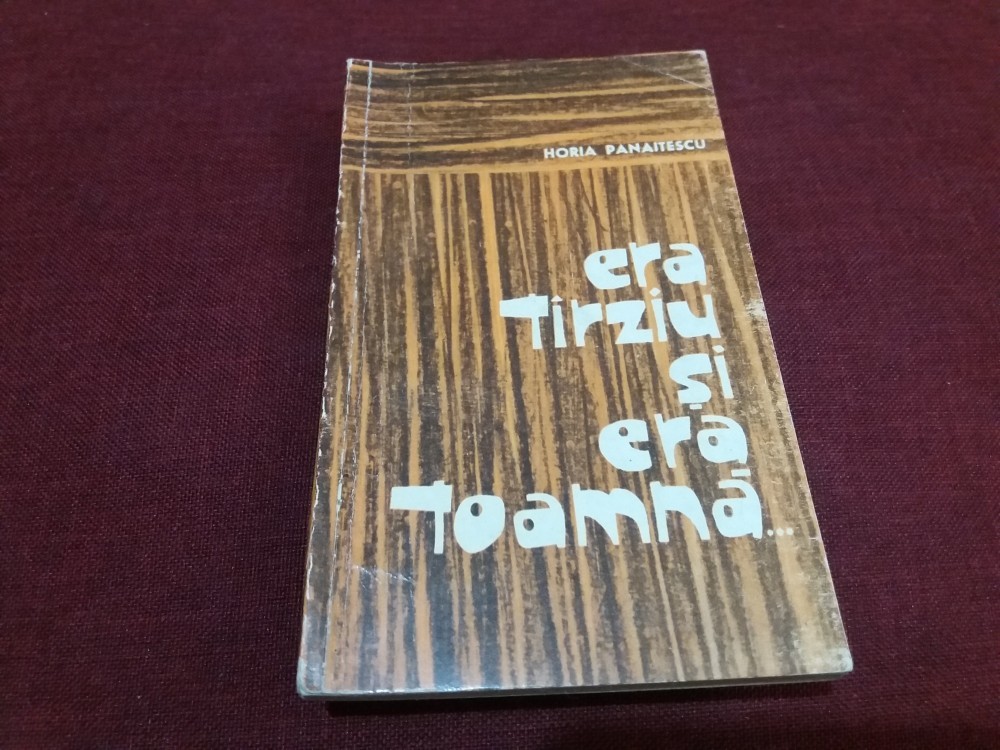 HORIA PANAITESCU
era
tîrziu
și
era
toamnă...